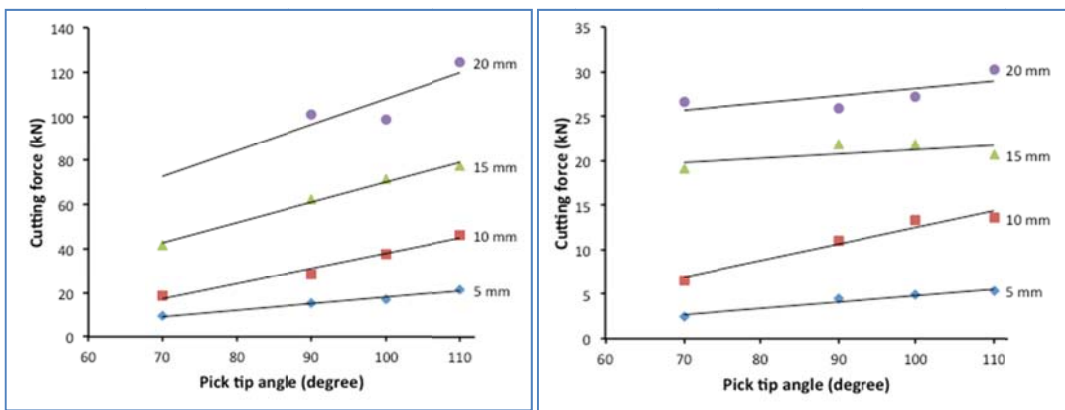 Cutting force (kN)
140
120
100
80
60
40
20
0
20 mm
15 mm
10 mm
5 mm
60 70 80 90 100 110
Pick tip angle (degree)
Cutting force (kN)
35
30
25
20
15
10
5
0
20 mm
15 mm
10 mm
5 mm
60 70 80 90 100 110
Pick tip angle (degree)